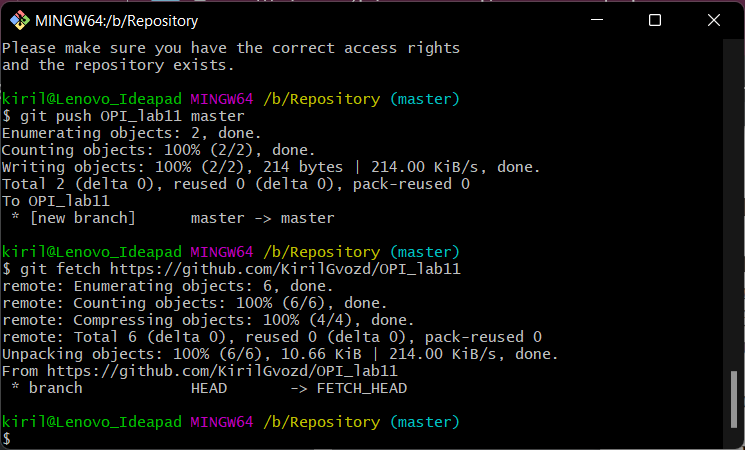 MINGW64:/b/Repository
Please make sure you have the correct access rights
and the repository exists.
kiril@Lenovo_Ideapad MINGW64 /b/Repository (master)
$ git push OPI_lab11 master
Enumerating objects: 2, done.
Counting objects: 100% (2/2), done.
Writing objects: 100% (2/2), 214 bytes | 214.00 KiB/s, done.
Total 2 (delta 0), reused 0 (delta 0), pack-reused 0
To OPI_lab11
 * [new branch]      master -> master
kiril@Lenovo_Ideapad MINGW64 /b/Repository (master)
$ git fetch https://github.com/KirilGvozd/OPI_lab11
remote: Enumerating objects: 6, done.
remote: Counting objects: 100% (6/6), done.
remote: Compressing objects: 100% (4/4), done.
remote: Total 6 (delta 0), reused 0 (delta 0), pack-reused 0
Unpacking objects: 100% (6/6), 10.66 KiB | 214.00 KiB/s, done.
From https://github.com/KirilGvozd/OPI_lab11
 * branch            HEAD       -> FETCH_HEAD
kiril@Lenovo_Ideapad MINGW64 /b/Repository (master)
$